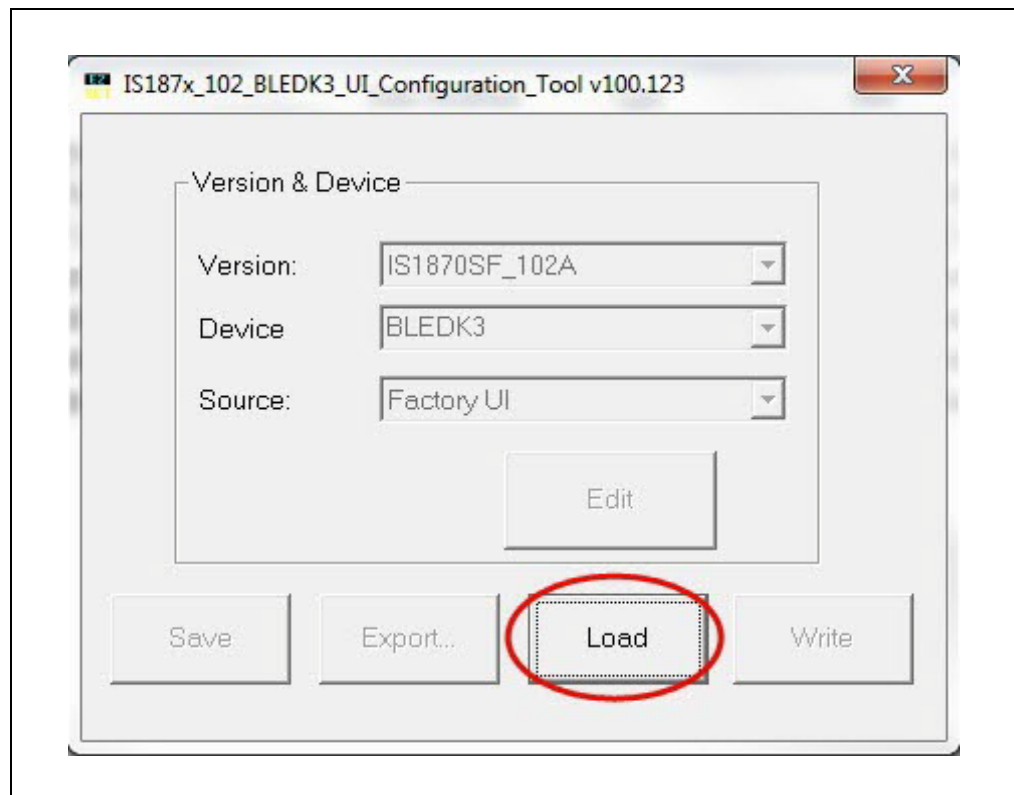 IS187x_102_BLEDK3_UI_Configuration_Tool v100.123
Version & Device
Version: IS1870SF_102A
Device BLEDK3
Source: Factory UI
Edit
Save Export... Load Write